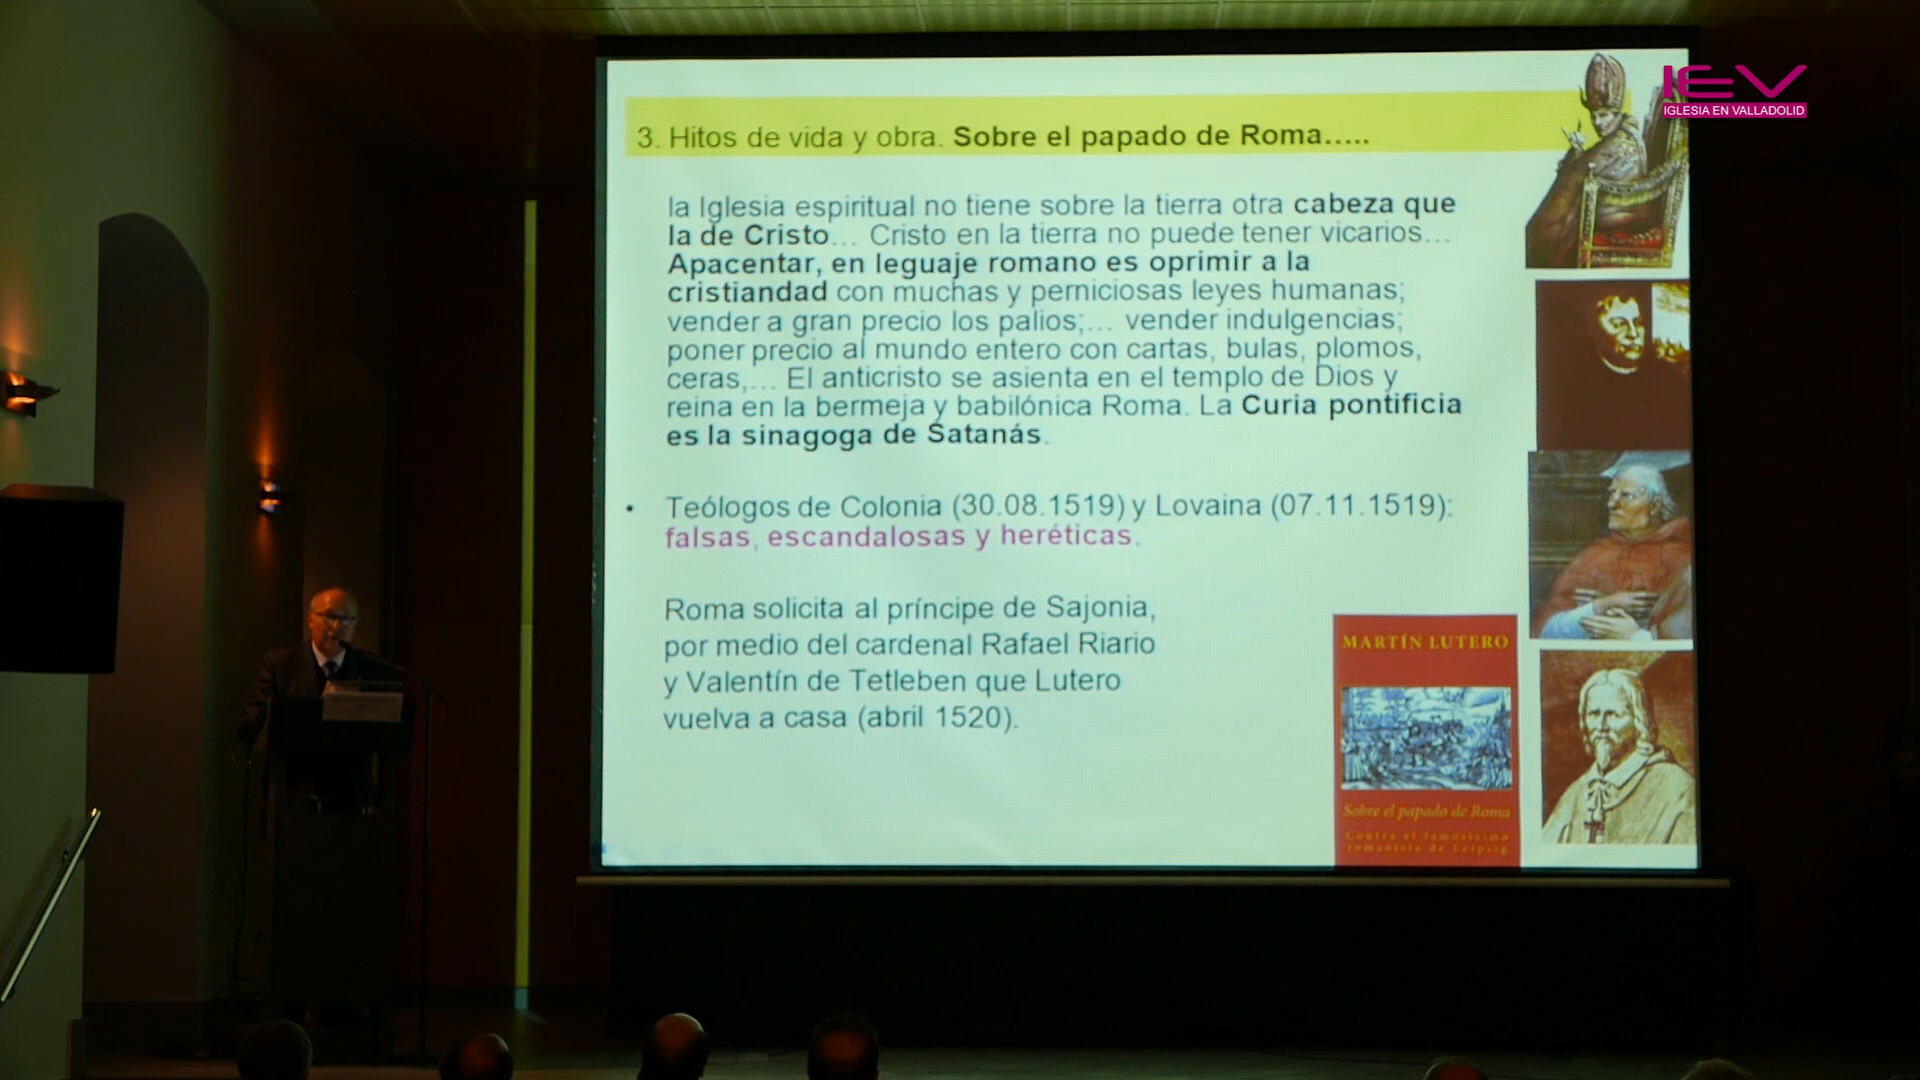 IEV
IGLESIA EN VALLADOLID
3. Hitos de vida y obra. Sobre el papado de Roma.....
la Iglesia espiritual no tiene sobre la tierra otra cabeza que
la de Cristo… Cristo en la tierra no puede tener vicarios…
Apacentar, en leguaje romano es oprimir a la
cristiandad con muchas y perniciosas leyes humanas;
vender a gran precio los palios;… vender indulgencias;
poner precio al mundo entero con cartas, bulas, plomos,
ceras,… El anticristo se asienta en el templo de Dios y
reina en la bermeja y babilónica Roma. La Curia pontificia
es la sinagoga de Satanás.
• Teólogos de Colonia (30.08.1519) y Lovaina (07.11.1519):
falsas, escandalosas y heréticas.
Roma solicita al príncipe de Sajonia,
por medio del cardenal Rafael Riario
y Valentín de Tetleben que Lutero
vuelva a casa (abril 1520).
MARTÍN LUTERO
Sobre el papado de Roma
Contra el famosísimo
romanista de Leipzig